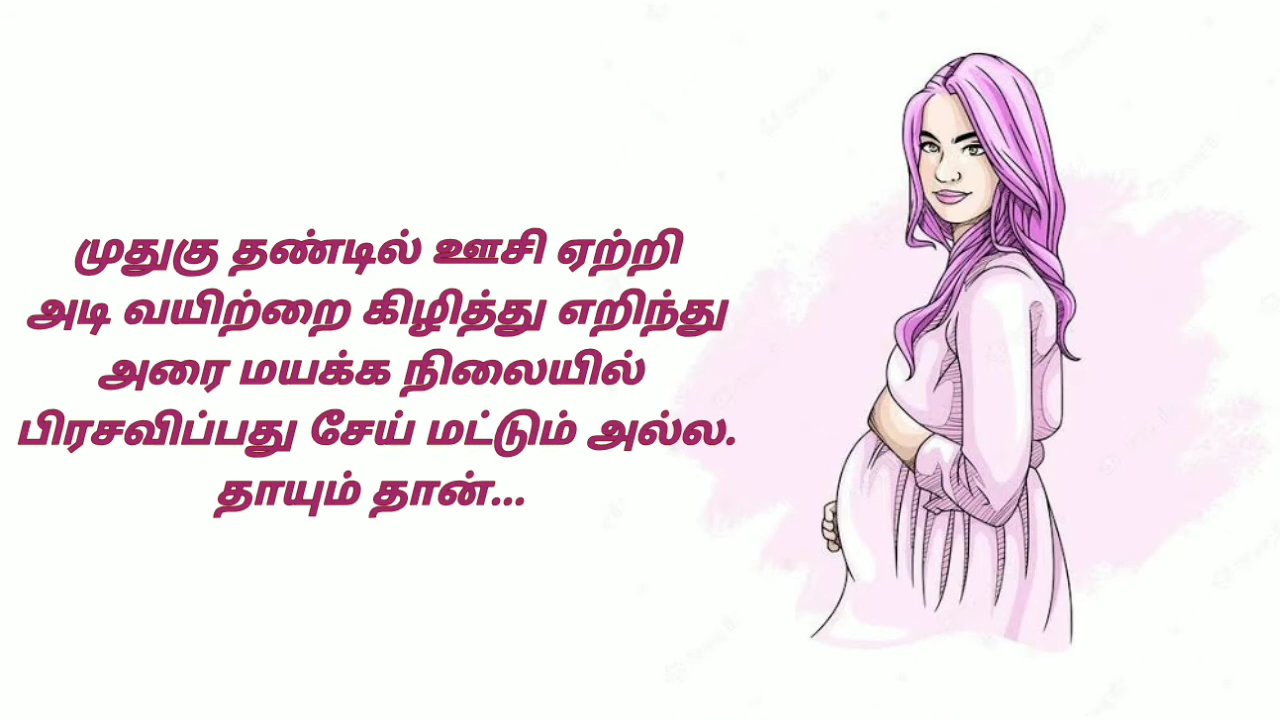 முதுகு தண்டில் ஊசி ஏற்றி
அடி வயிற்றை கிழித்து எறிந்து
அரை மயக்க நிலையில்
பிரசவிப்பது சேய் மட்டும் அல்ல.
தாயும் தான்...